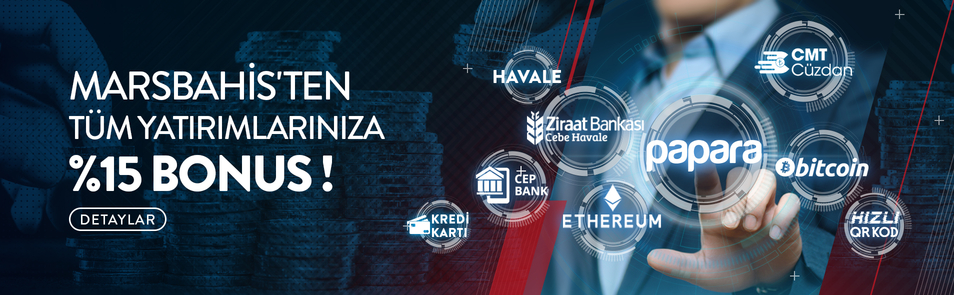 MARSBAHİS'TEN
TÜM YATIRIMLARINIZA
%15 BONUS !
DETAYLAR
HAVALE
CMT
Cüzdan
Ziraat Bankası
Cebe Havale
papara
bitcoin
CEP
BANK
ETHEREUM
KREDİ
KARTI
HIZLI
QR KOD